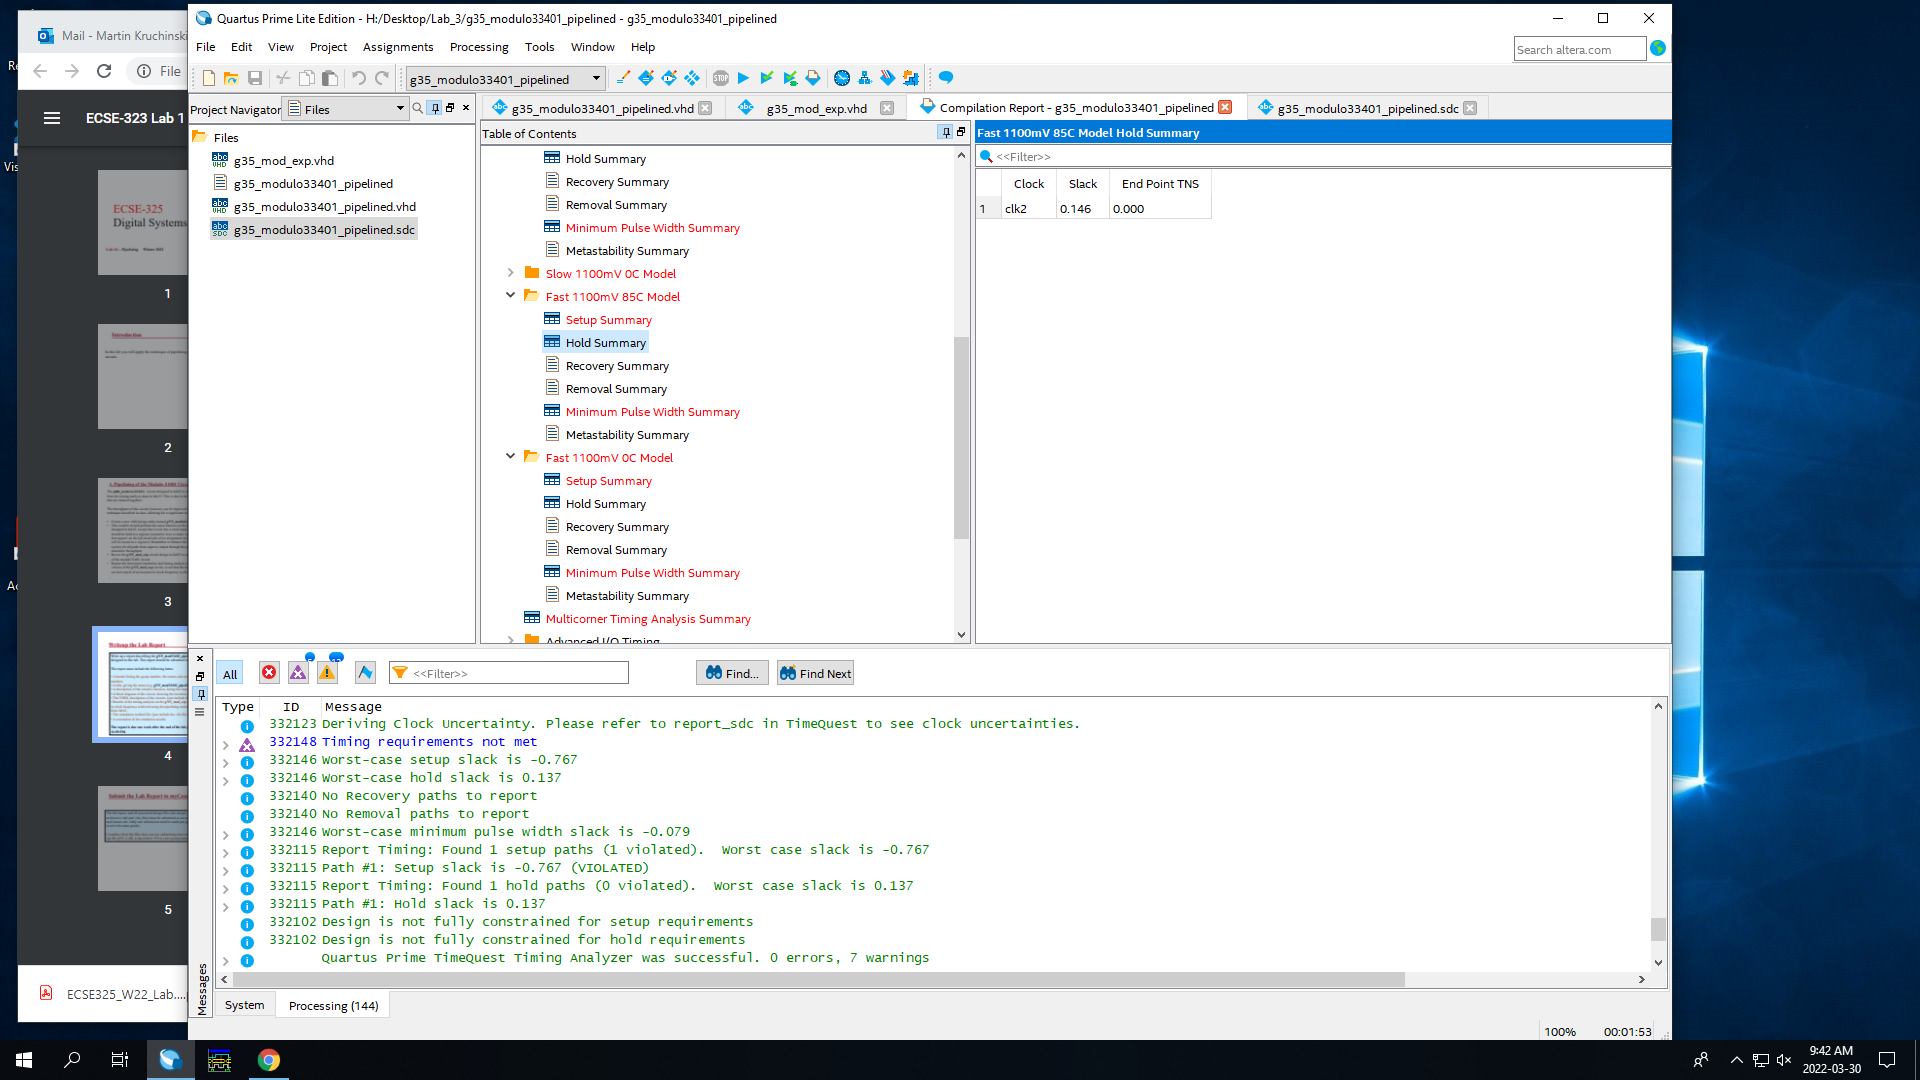 Quartus Prime Lite Edition - H:/Desktop/Lab_3/g35_modulo33401_pipelined - g35_modulo33401_pipelined
Mail - Martin Kruchinski
File Edit View Project Assignments Processing Tools Window Help
Search altera.com
File
g35_modulo33401_pipelined
ECSE-323 Lab 1
Project Navigator Files
g35_modulo33401_pipelined.vhd
g35_mod_exp.vhd
Compilation Report - g35_modulo33401_pipelined
g35_modulo33401_pipelined.sdc
Files
g35_mod_exp.vhd
g35_modulo33401_pipelined
g35_modulo33401_pipelined.vhd
g35_modulo33401_pipelined.sdc
Table of Contents
Hold Summary
Recovery Summary
Removal Summary
Minimum Pulse Width Summary
Metastability Summary
Slow 1100mV 0C Model
Fast 1100mV 85C Model
Setup Summary
Hold Summary
Recovery Summary
Removal Summary
Minimum Pulse Width Summary
Metastability Summary
Fast 1100mV 0C Model
Setup Summary
Hold Summary
Recovery Summary
Removal Summary
Minimum Pulse Width Summary
Metastability Summary
Multicorner Timing Analysis Summary
Advanced I/O Timing
Fast 1100mV 85C Model Hold Summary
<<Filter>>
Clock Slack End Point TNS
1 clk2 0.146 0.000
ECSE-325
Digital Systems
1
Introduction
2
3
Writeup the Lab Report
4
5
ECSE325_W22_Lab....
All
<<Filter>>
Find...
Find Next
Type ID Message
332123 Deriving Clock Uncertainty. Please refer to report_sdc in TimeQuest to see clock uncertainties.
332148 Timing requirements not met
332146 Worst-case setup slack is -0.767
332146 Worst-case hold slack is 0.137
332140 No Recovery paths to report
332140 No Removal paths to report
332146 Worst-case minimum pulse width slack is -0.079
332115 Report Timing: Found 1 setup paths (1 violated).  Worst case slack is -0.767
332115 Path #1: Setup slack is -0.767 (VIOLATED)
332115 Report Timing: Found 1 hold paths (0 violated).  Worst case slack is 0.137
332115 Path #1: Hold slack is 0.137
332102 Design is not fully constrained for setup requirements
332102 Design is not fully constrained for hold requirements
Quartus Prime TimeQuest Timing Analyzer was successful. 0 errors, 7 warnings
Messages
System
Processing (144)
100% 00:01:53
9:42 AM
2022-03-30